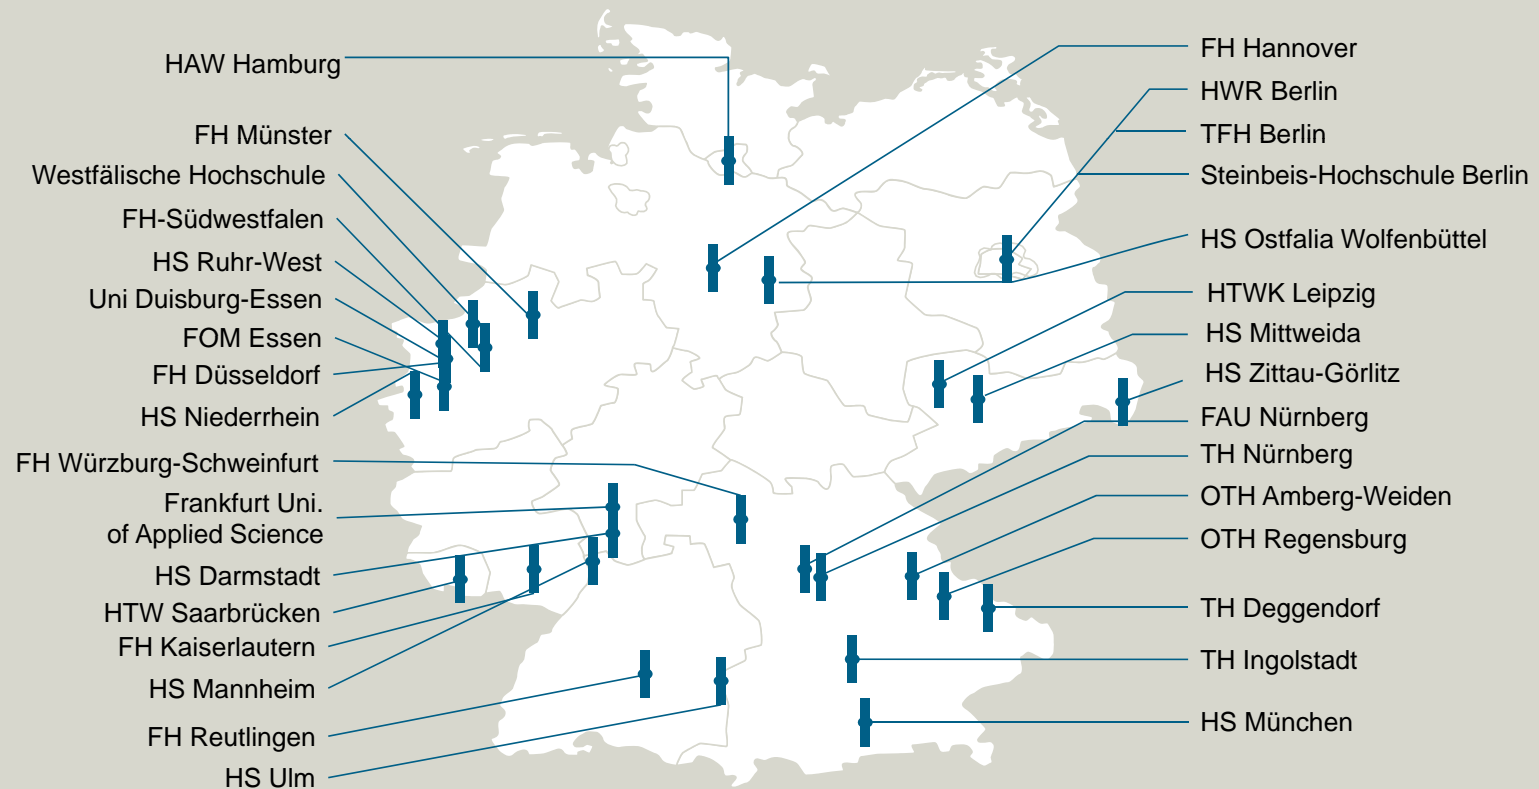 HAW Hamburg
FH Münster
Westfälische Hochschule
FH-Südwestfalen
HS Ruhr-West
Uni Duisburg-Essen
FOM Essen
FH Düsseldorf
HS Niederrhein
FH Würzburg-Schweinfurt
Frankfurt Uni.
of Applied Science
HS Darmstadt
HTW Saarbrücken
FH Kaiserlautern
HS Mannheim
FH Reutlingen
HS Ulm
FH Hannover
HWR Berlin
TFH Berlin
Steinbeis-Hochschule Berlin
HS Ostfalia Wolfenbüttel
HTWK Leipzig
HS Mittweida
HS Zittau-Görlitz
FAU Nürnberg
TH Nürnberg
OTH Amberg-Weiden
OTH Regensburg
TH Deggendorf
TH Ingolstadt
HS München